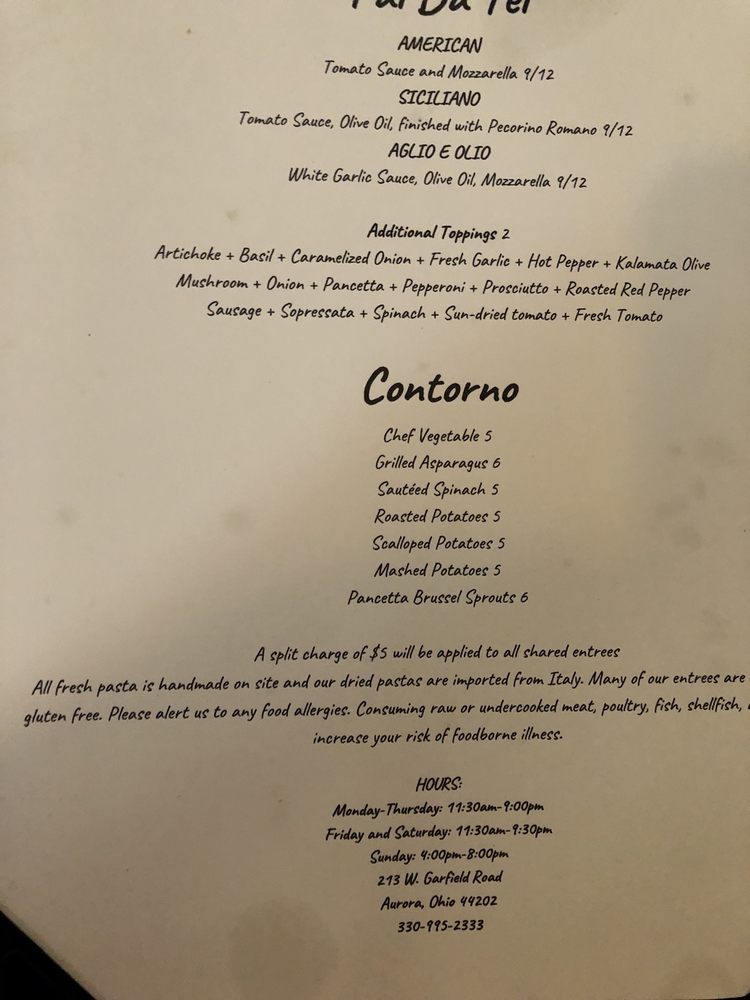 Fai Da Te!
AMERICAN
Tomato Sauce and Mozzarella 9/12
SICILIANO
Tomato Sauce, Olive Oil, finished with Pecorino Romano 9/12
AGLIO E OLIO
White Garlic Sauce, Olive Oil, Mozzarella 9/12
Additional Toppings 2
Artichoke + Basil + Caramelized Onion + Fresh Garlic + Hot Pepper + Kalamata Olive
Mushroom + Onion + Pancetta + Pepperoni + Prosciutto + Roasted Red Pepper
Sausage + Sopressata + Spinach + Sun-dried tomato + Fresh Tomato
Contorno
Chef Vegetable 5
Grilled Asparagus 6
Sautéed Spinach 5
Roasted Potatoes 5
Scalloped Potatoes 5
Mashed Potatoes 5
Pancetta Brussel Sprouts 6
A split charge of $5 will be applied to all shared entrees
All fresh pasta is handmade on site and our dried pastas are imported from Italy. Many of our entrees are
gluten free. Please alert us to any food allergies. Consuming raw or undercooked meat, poultry, fish, shellfish,
increase your risk of foodborne illness.
HOURS:
Monday-Thursday: 11:30am-9:00pm
Friday and Saturday: 11:30am-9:30pm
Sunday: 4:00pm-8:00pm
213 W. Garfield Road
Aurora, Ohio 44202
330-995-2333